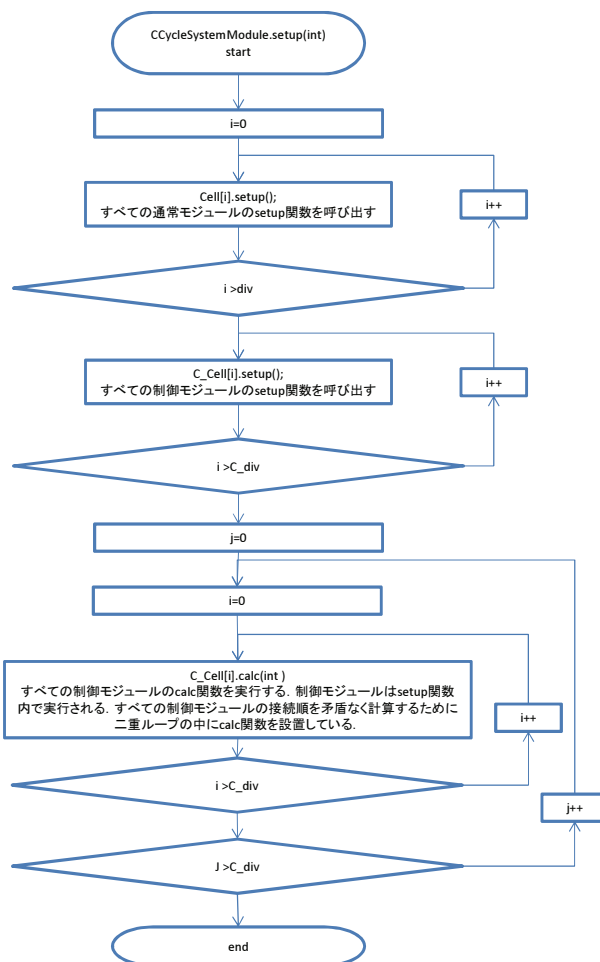 CCycleSystemModule.setup(int)
start
i=0
Cell[i].setup();
すべての通常モジュールのsetup関数を呼び出す
i++
i >div
C_Cell[i].setup();
すべての制御モジュールのsetup関数を呼び出す
i++
i >C_div
j=0
i=0
C_Cell[i].calc(int )
すべての制御モジュールのcalc関数を実行する．制御モジュールはsetup関数
内で実行される．すべての制御モジュールの接続順を矛盾なく計算するために
二重ループの中にcalc関数を設置している．
i++
i >C_div
j++
J >C_div
end